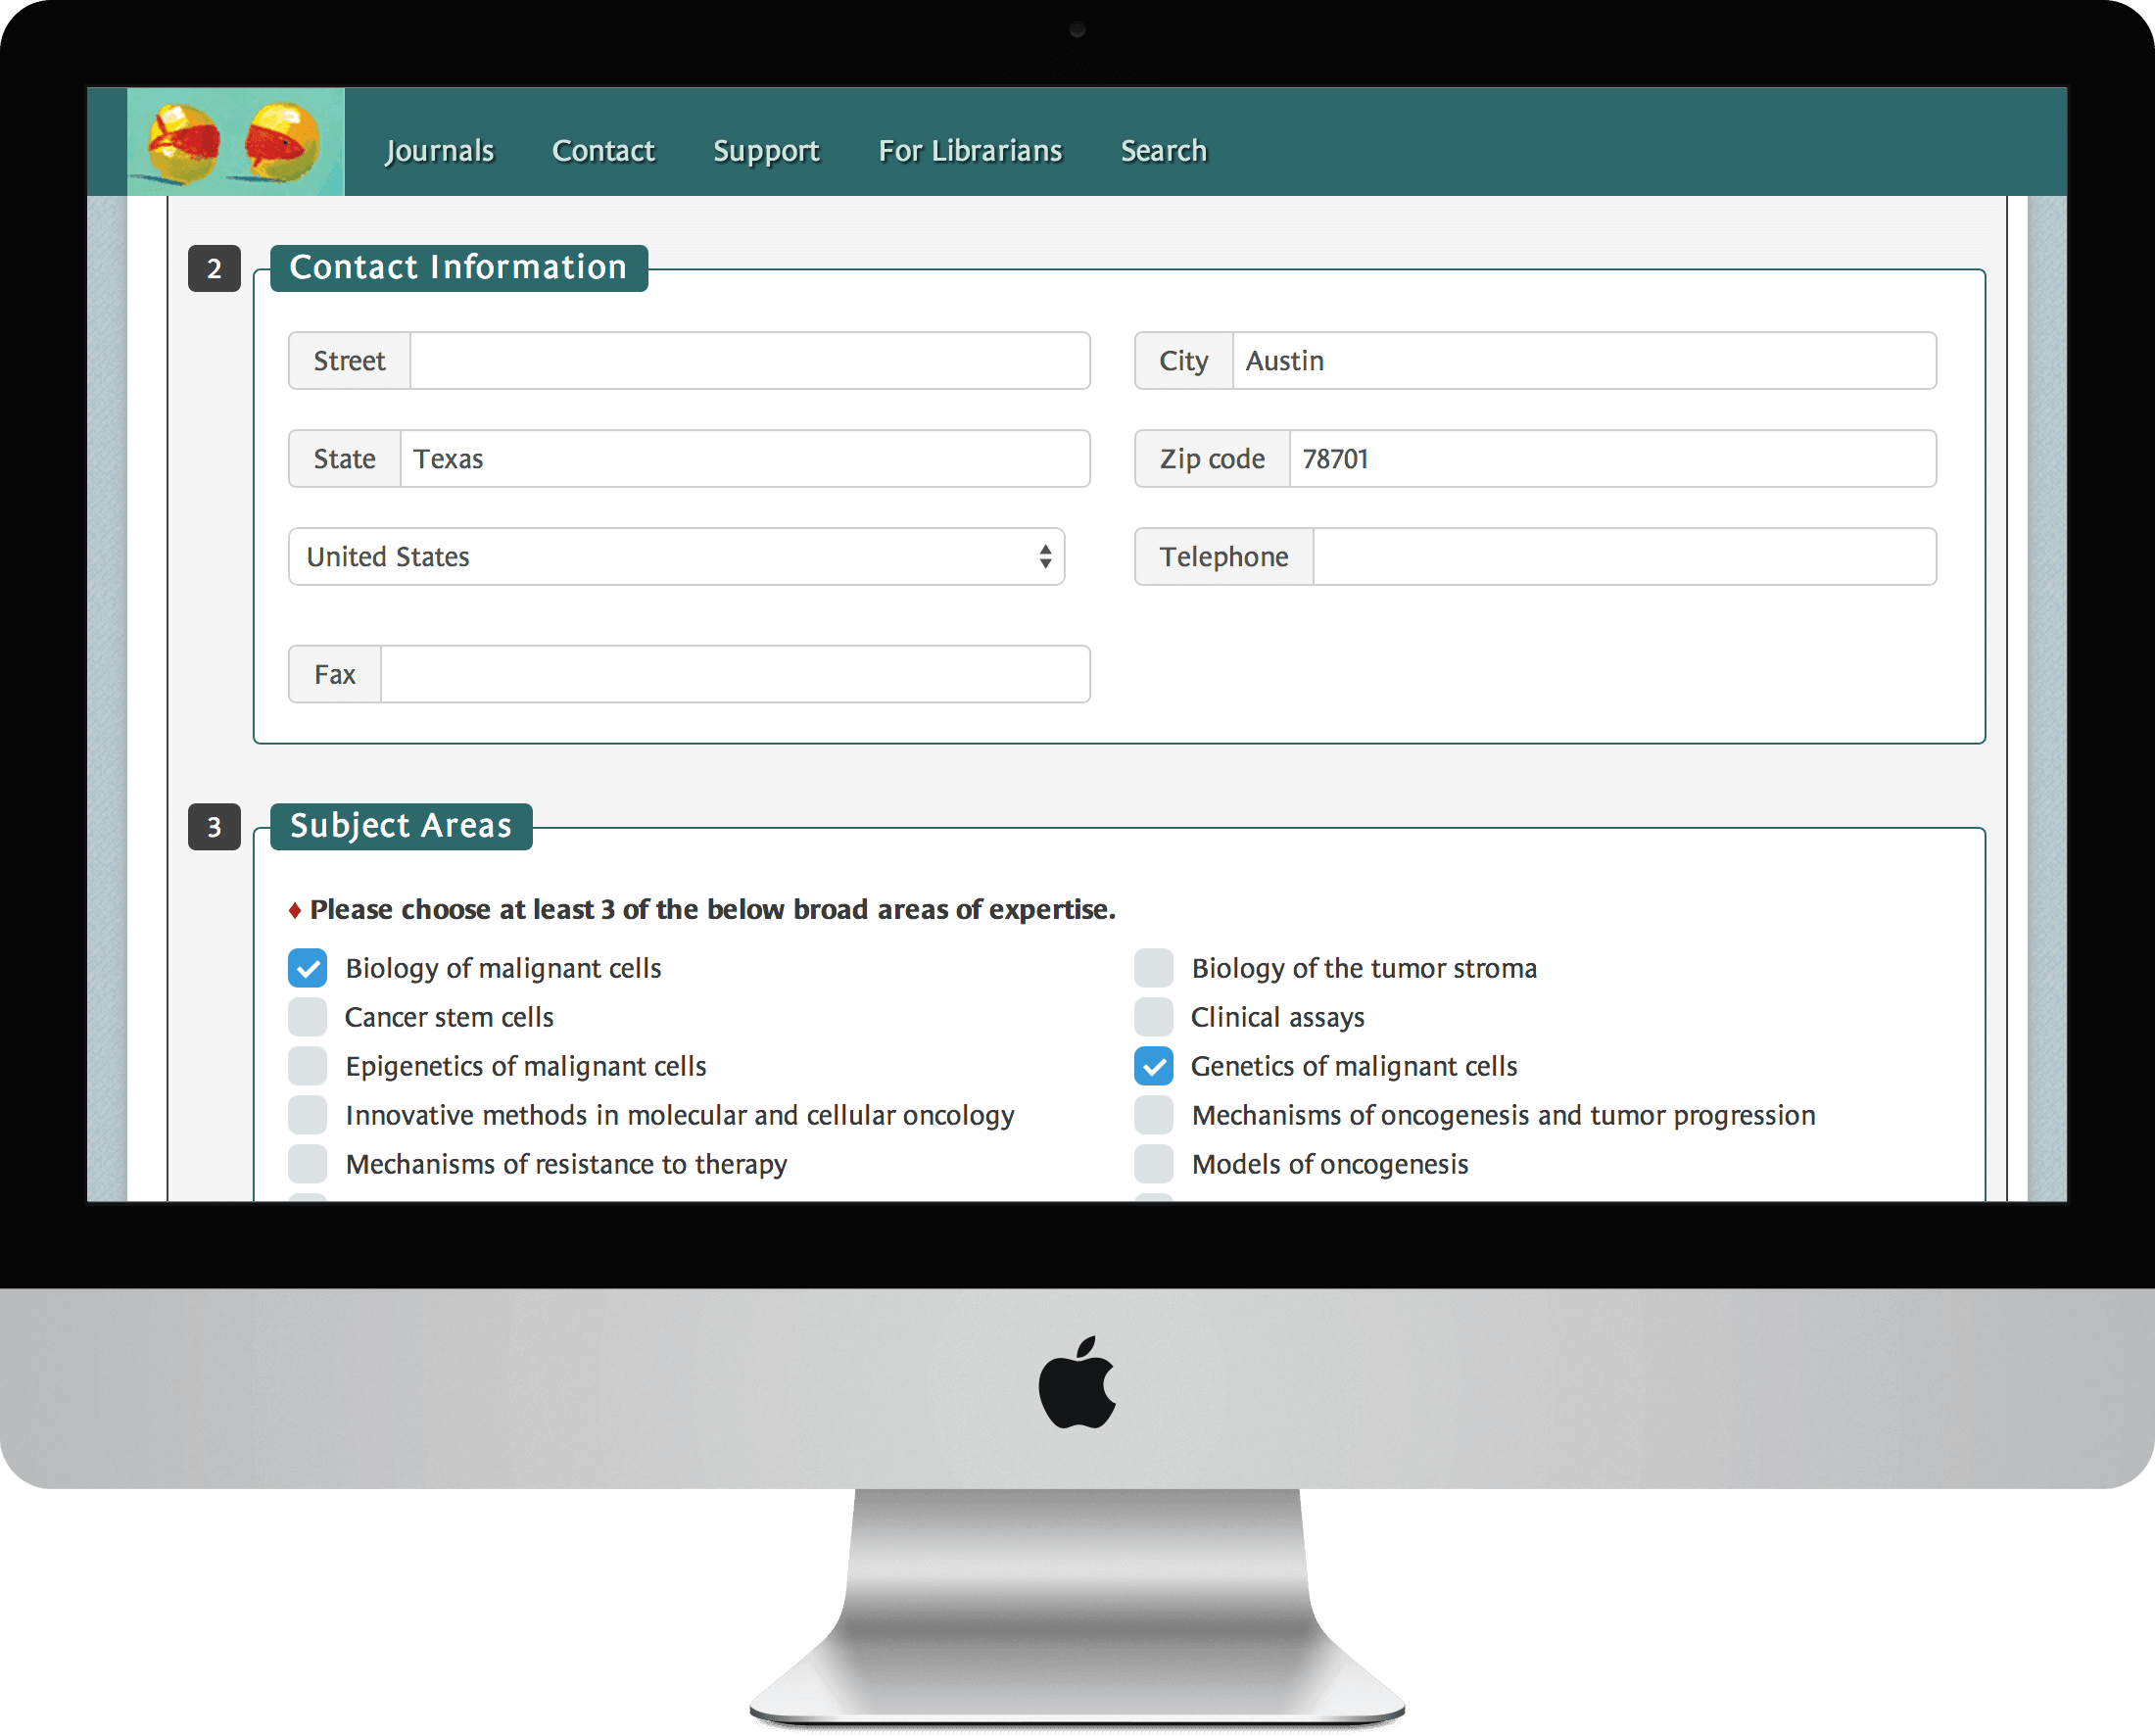 Journals Contact Support For Librarians Search
2 Contact Information
Street
City Austin
State Texas
Zip code 78701
United States
Telephone
Fax
3 Subject Areas
♦ Please choose at least 3 of the below broad areas of expertise.
Biology of malignant cells
Biology of the tumor stroma
Cancer stem cells
Clinical assays
Epigenetics of malignant cells
Genetics of malignant cells
Innovative methods in molecular and cellular oncology
Mechanisms of oncogenesis and tumor progression
Mechanisms of resistance to therapy
Models of oncogenesis